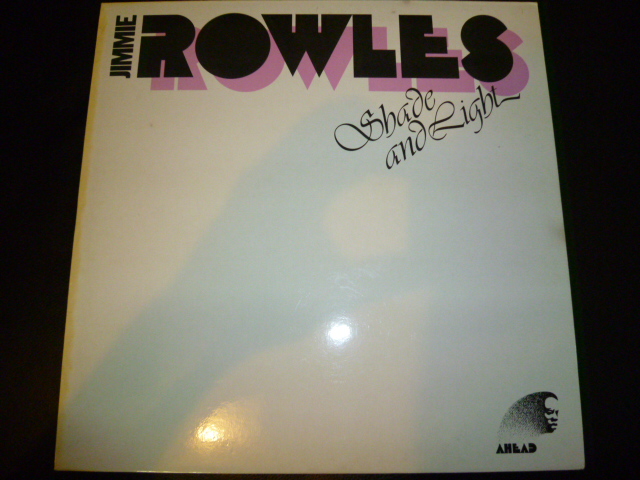 JIMMIE
ROWLES
Shade
and Light
AHEAD